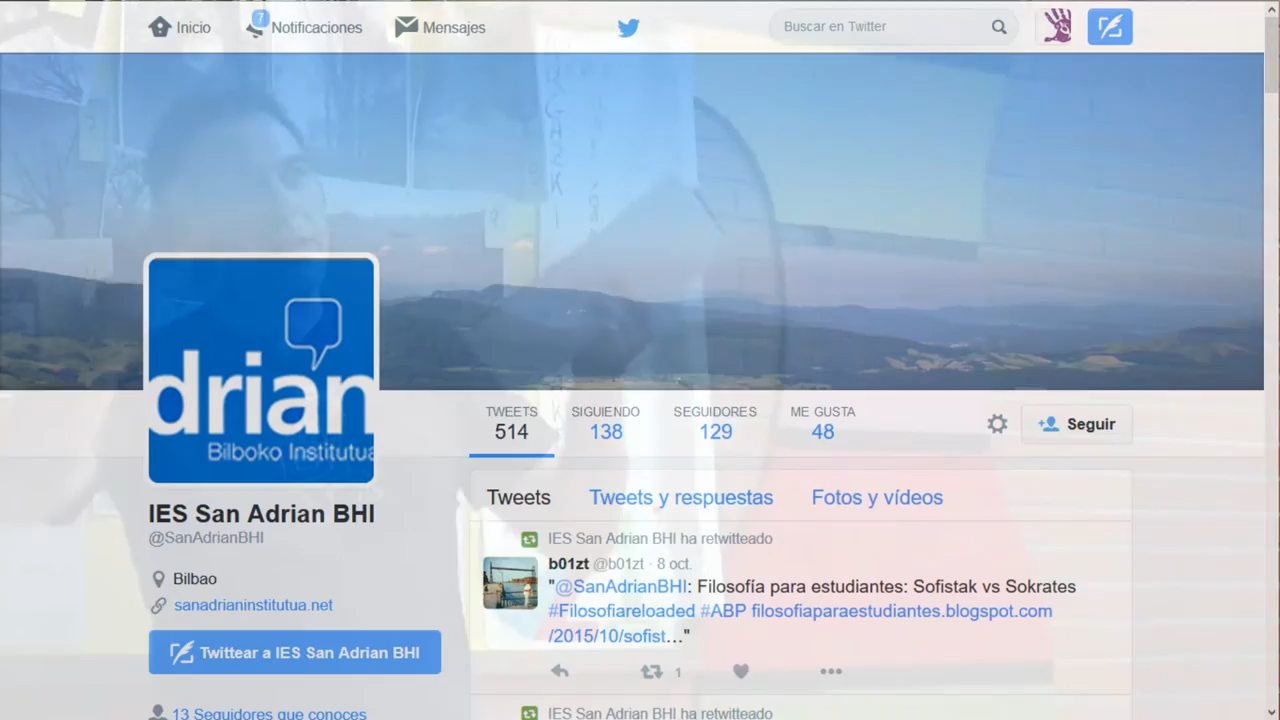 Inicio
7
Notificaciones
Mensajes
Buscar en Twitter
drian
Bilboko Institutua
TWEETS
514
SIGUIENDO
138
SEGUIDORES
129
ME GUSTA
48
Seguir
IES San Adrian BHI
@SanAdrianBHI
Bilbao
sanadrianinstitutua.net
Twittear a IES San Adrian BHI
13 Seguidores que conoces
Tweets
Tweets y respuestas
Fotos y vídeos
IES San Adrian BHI ha retwitteado
b01zt @b01zt · 8 oct.
"@SanAdrianBHI: Filosofía para estudiantes: Sofistak vs Sokrates
#Filosofiareloaded #ABP filosofiaparaestudiantes.blogspot.com
/2015/10/sofist…"
1
IES San Adrian BHI ha retwitteado